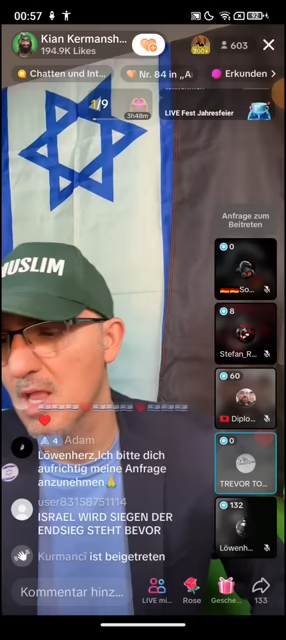 00:57
92
Kian Kermansh...
194.9K Likes
200+
603
Chatten und Int...
Nr. 84 in „A
Erkunden
1/9
3h48m
LIVE Fest Jahresfeier
MUSLIM
Anfrage zum
Beitreten
0
So...
8
Stefan_R...
60
Diplo...
0
TREVOR TO...
132
Löwenh...
4 Adam
Löwenherz,Ich bitte dich
aufrichtig meine Anfrage
anzunehmen🙏
user83158751114
ISRAEL WIRD SIEGEN DER
ENDSIEG STEHT BEVOR
Kurmanci ist beigetreten
Kommentar hinz...
LIVE mi...
Rose
Gesche...
133